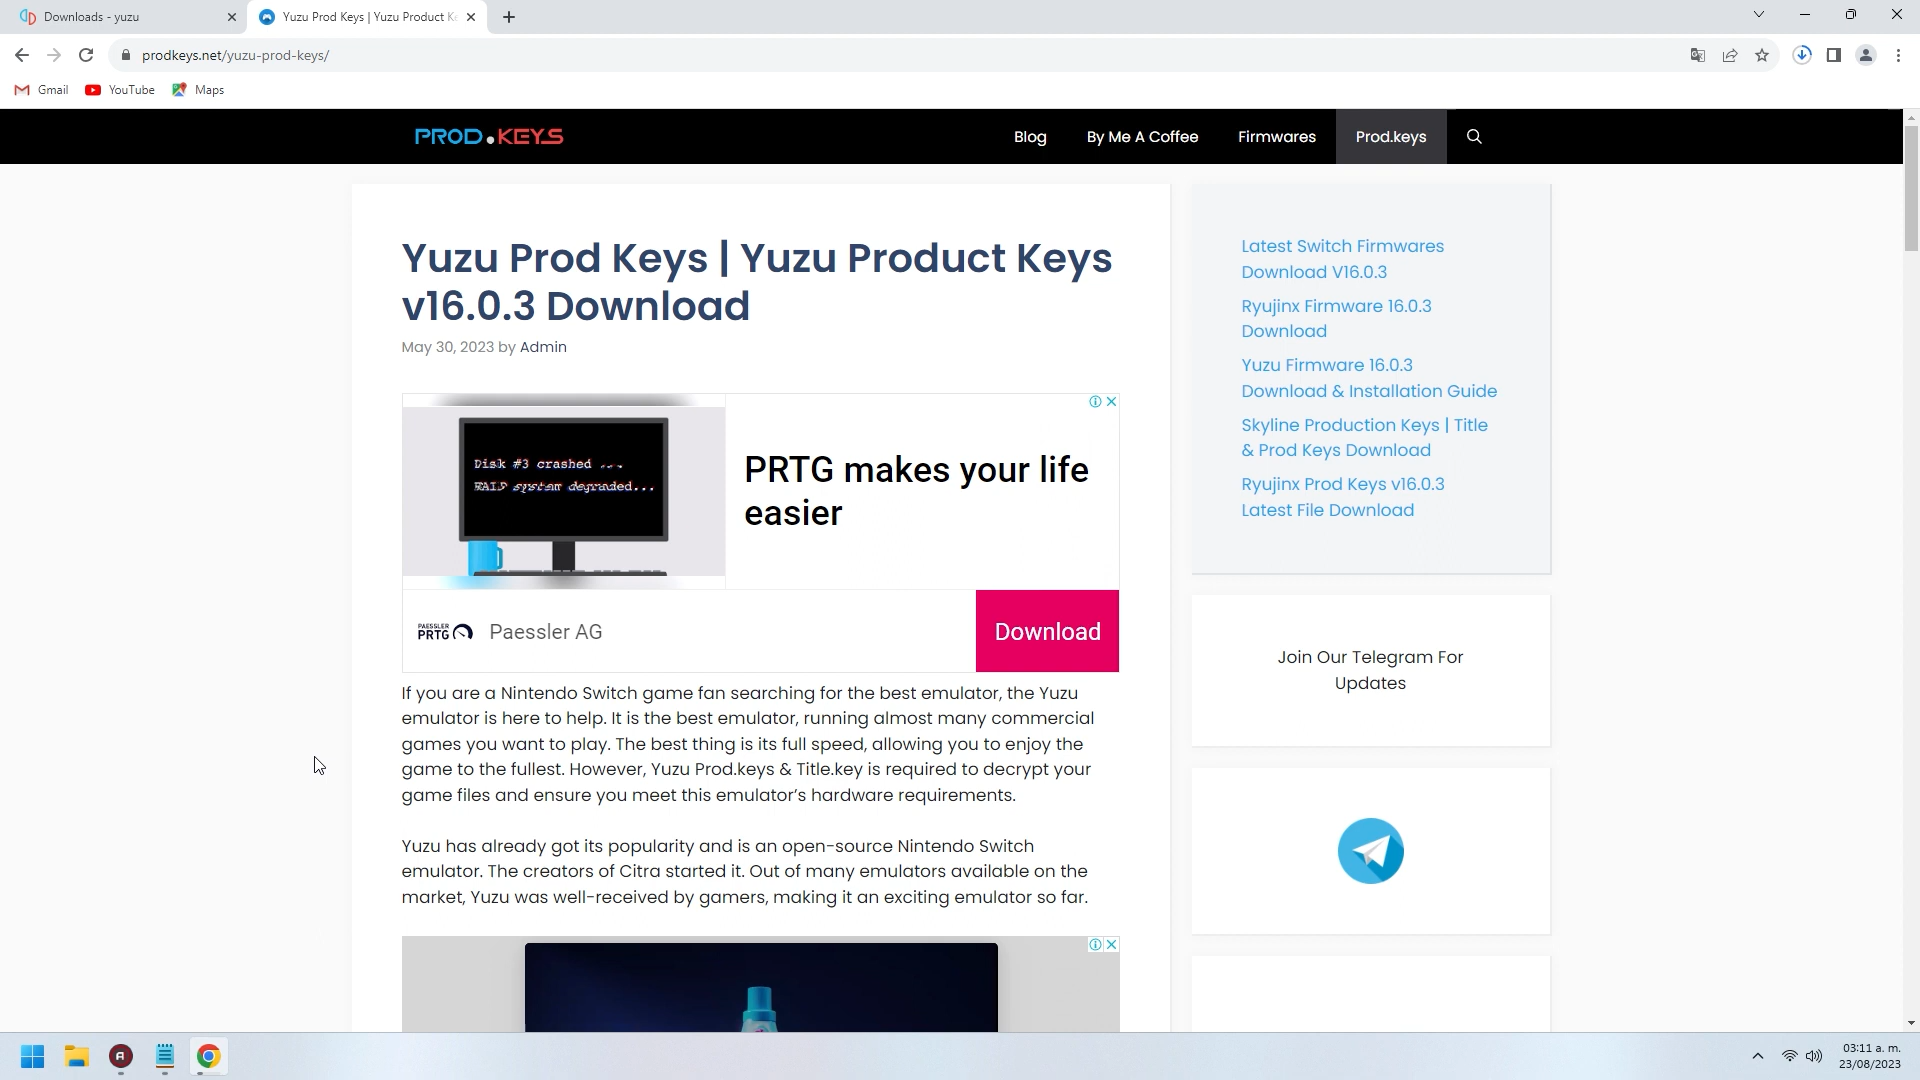 Downloads - yuzu
Yuzu Prod Keys | Yuzu Product Ke
prodkeys.net/yuzu-prod-keys/
Gmail
YouTube
Maps
PROD.KEYS
Blog
By Me A Coffee
Firmwares
Prod.keys
Yuzu Prod Keys | Yuzu Product Keys
v16.0.3 Download
May 30, 2023 by Admin
Disk #3 crashed ...
RAID system degraded...
PRTG makes your life
easier
PAESSLER
PRTG
Paessler AG
Download
If you are a Nintendo Switch game fan searching for the best emulator, the Yuzu
emulator is here to help. It is the best emulator, running almost many commercial
games you want to play. The best thing is its full speed, allowing you to enjoy the
game to the fullest. However, Yuzu Prod.keys & Title.key is required to decrypt your
game files and ensure you meet this emulator’s hardware requirements.
Yuzu has already got its popularity and is an open-source Nintendo Switch
emulator. The creators of Citra started it. Out of many emulators available on the
market, Yuzu was well-received by gamers, making it an exciting emulator so far.
Latest Switch Firmwares
Download V16.0.3
Ryujinx Firmware 16.0.3
Download
Yuzu Firmware 16.0.3
Download & Installation Guide
Skyline Production Keys | Title
& Prod Keys Download
Ryujinx Prod Keys v16.0.3
Latest File Download
Join Our Telegram For
Updates
03:11 a. m.
23/08/2023